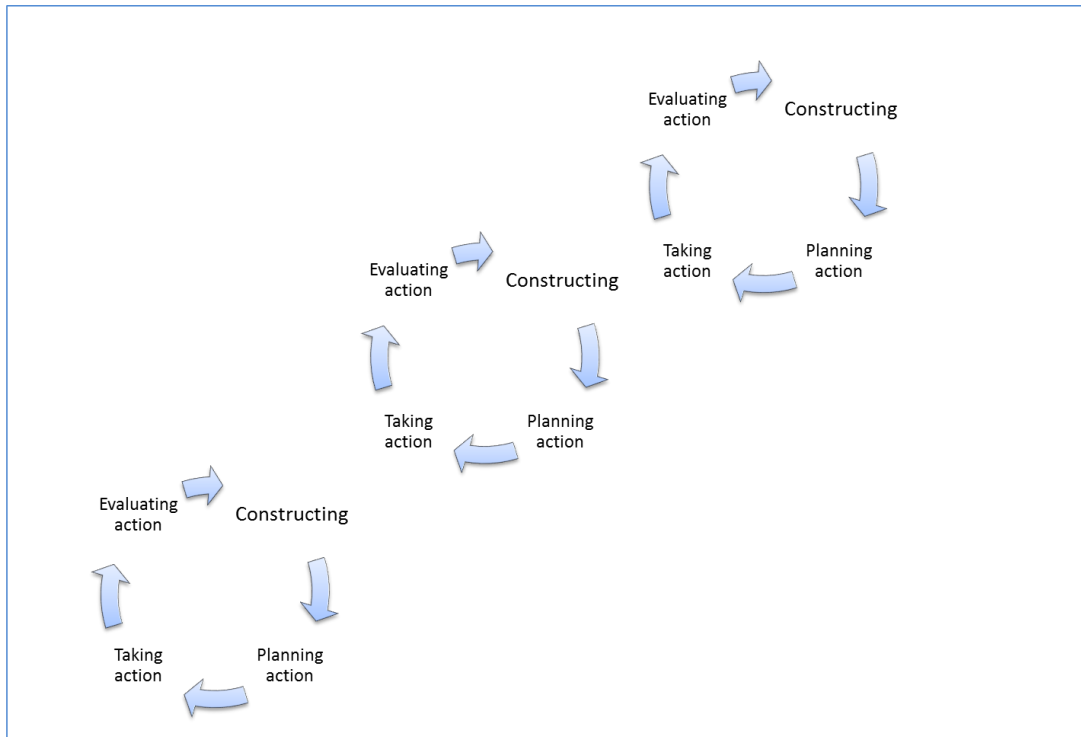 Evaluating
action
Constructing
Taking
action
Planning
action
Evaluating
action
Constructing
Taking
action
Planning
action
Evaluating
action
Constructing
Taking
action
Planning
action